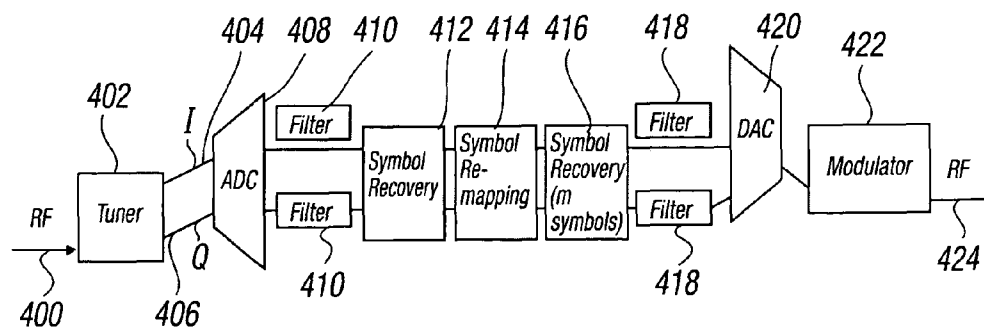 404 408 410 412 414 416 418 420 422
402
I
Filter
Filter
DAC
RF
Tuner
ADC
Symbol
Recovery
Symbol
Re-
mapping
Symbol
Recovery
(m
symbols)
Modulator
RF
Filter
Filter
Q
400
406
410
418
424